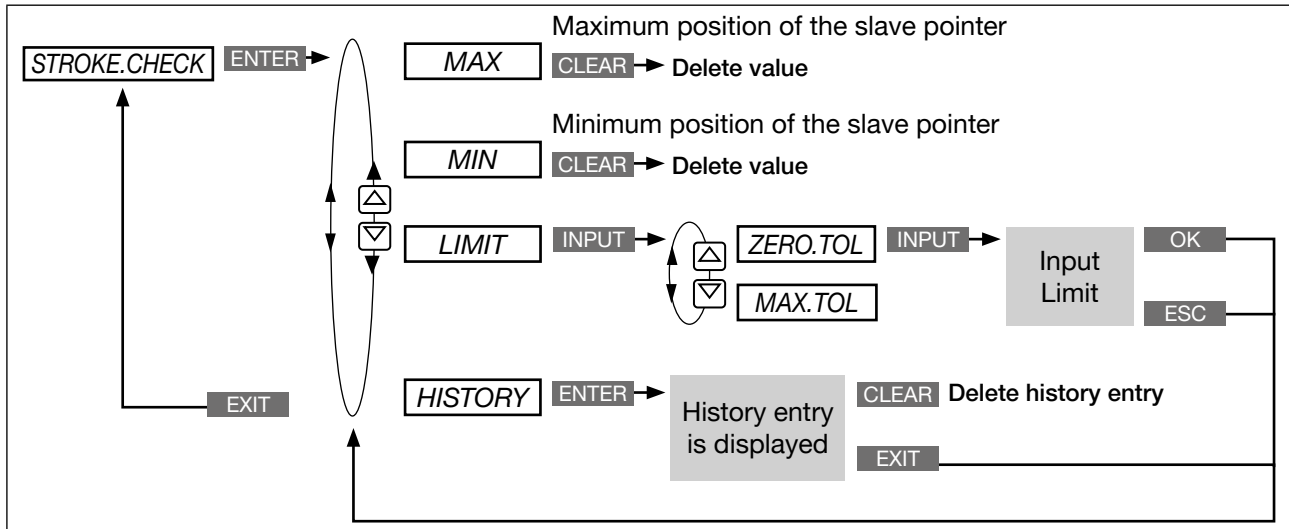 Maximum position of the slave pointer
STROKE.CHECK ENTER MAX CLEAR Delete value
Minimum position of the slave pointer
MIN CLEAR Delete value
LIMIT INPUT ZERO.TOL INPUT OK
Input
Limit
MAX.TOL ESC
HISTORY ENTER CLEAR Delete history entry
History entry
is displayed
EXIT EXIT